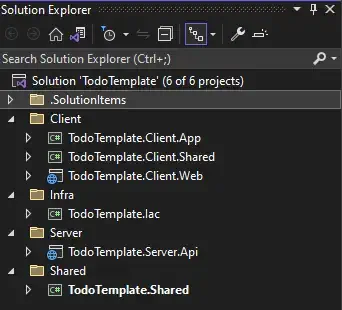 Solution Explorer
Search Solution Explorer (Ctrl+;)
Solution 'TodoTemplate' (6 of 6 projects)
.SolutionItems
Client
C# TodoTemplate.Client.App
C# TodoTemplate.Client.Shared
TodoTemplate.Client.Web
Infra
C# TodoTemplate.Iac
Server
TodoTemplate.Server.Api
Shared
C# TodoTemplate.Shared